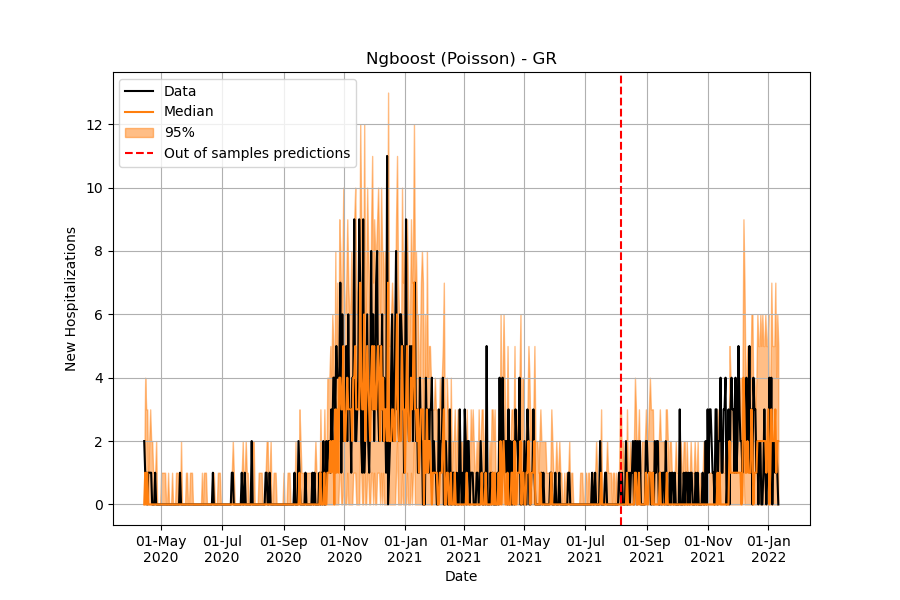 Ngboost (Poisson) - GR
Data
Median
95%
Out of samples predictions
New Hospitalizations
12
10
8
6
4
2
0
01-May 01-Jul 01-Sep 01-Nov 01-Jan 01-Mar 01-May 01-Jul 01-Sep 01-Nov 01-Jan
2020 2020 2020 2020 2021 2021 2021 2021 2021 2021 2022
Date